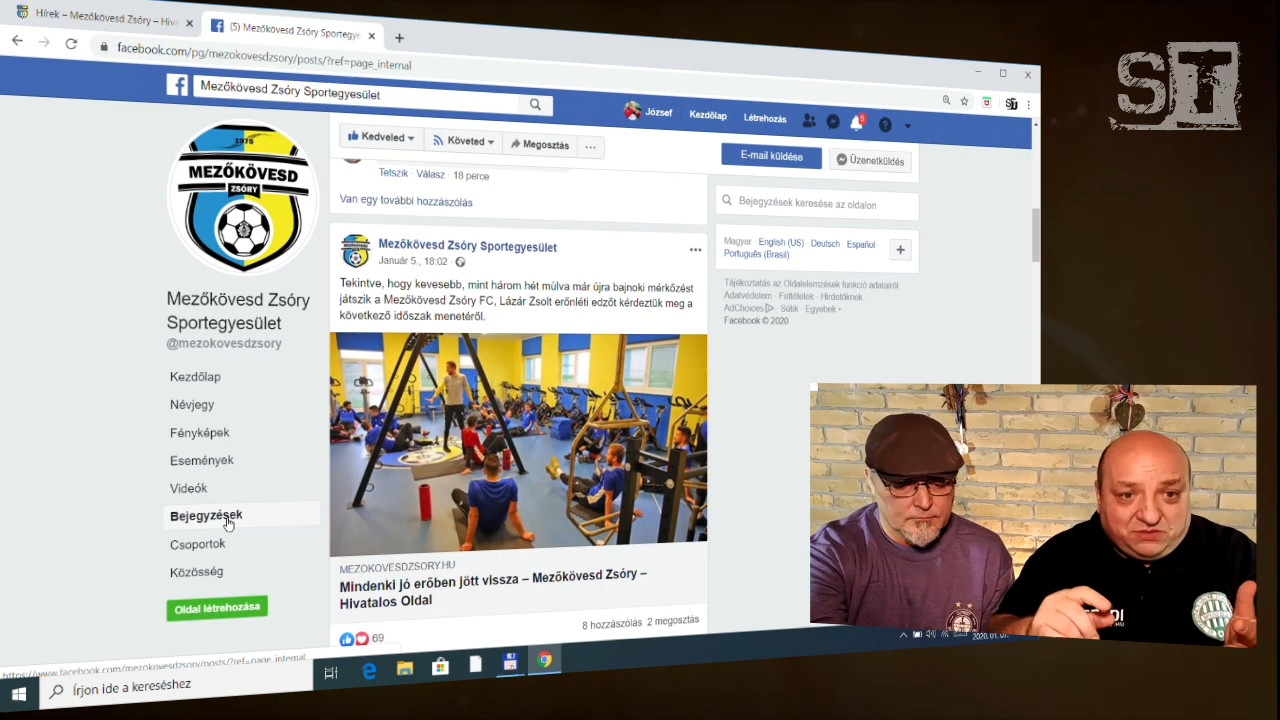 Hírek – Mezőkövesd Zsóry – Hiva
(5) Mezőkövesd Zsóry Sportegye
facebook.com/pg/mezokovesdzsory/posts/?ref=page_internal
ST
Mezőkövesd Zsóry Sportegyesület
József
Kezdőlap
Létrehozás
5
ST
1975
MEZŐKÖVESD
ZSÓRY
Mezőkövesd Zsóry
Sportegyesület
@mezokovesdzsory
Kezdőlap
Névjegy
Fényképek
Események
Videók
Bejegyzések
Csoportok
Közösség
Oldal létrehozása
Kedveled
Követed
Megosztás
Tetszik · Válasz · 18 perce
Van egy további hozzászólás
Mezőkövesd Zsóry Sportegyesület
Január 5., 18:02 ·
Tekintve, hogy kevesebb, mint három hét múlva már újra bajnoki mérkőzést
játszik a Mezőkövesd Zsóry FC, Lázár Zsolt erőnléti edzőt kérdeztük meg a
következő időszak menetéről.
MEZOKOVESDZSORY.HU
Mindenki jó erőben jött vissza – Mezőkövesd Zsóry –
Hivatalos Oldal
69
8 hozzászólás 2 megosztás
E-mail küldése
Üzenetküldés
Bejegyzések keresése az oldalon
Magyar · English (US) · Deutsch · Español ·
Português (Brasil)
Tájékoztatás az Oldalelemzések funkció adatairól
Adatvédelem · Feltételek · Hirdetőknek ·
AdChoices · Sütik · Egyebek
Facebook © 2020
https://www.facebook.com/mezokovesdzsory/posts/?ref=page_internal
Írjon ide a kereséshez